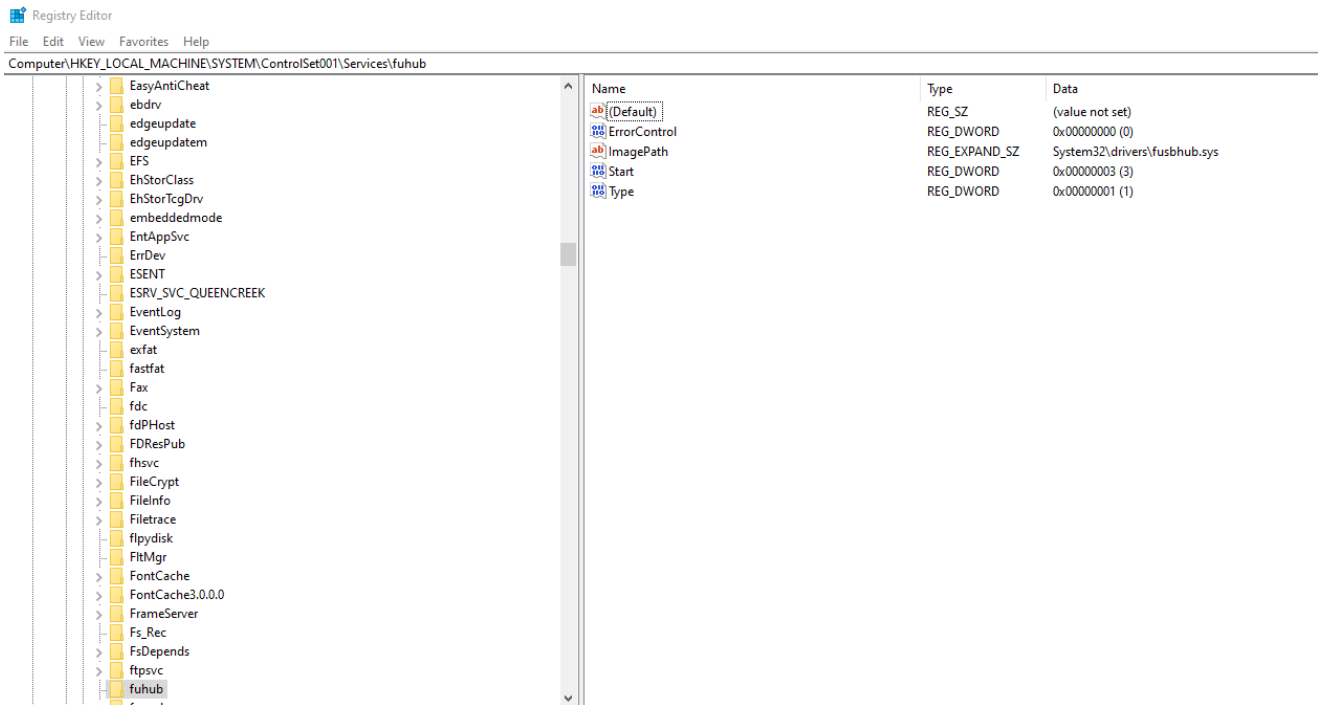 Registry Editor
File Edit View Favorites Help
Computer\HKEY_LOCAL_MACHINE\SYSTEM\ControlSet001\Services\fuhub
EasyAntiCheat
ebdrv
edgeupdate
edgeupdatem
EFS
EhStorClass
EhStorTcgDrv
embeddedmode
EntAppSvc
ErrDev
ESENT
ESRV_SVC_QUEENCREEK
EventLog
EventSystem
exfat
fastfat
Fax
fdc
fdPHost
FDResPub
fhsvc
FileCrypt
FileInfo
Filetrace
flpydisk
FltMgr
FontCache
FontCache3.0.0.0
FrameServer
Fs_Rec
FsDepends
ftpsvc
fuhub
Name Type Data
(Default) REG_SZ (value not set)
ErrorControl REG_DWORD 0x00000000 (0)
ImagePath REG_EXPAND_SZ System32\drivers\fusbhub.sys
Start REG_DWORD 0x00000003 (3)
Type REG_DWORD 0x00000001 (1)